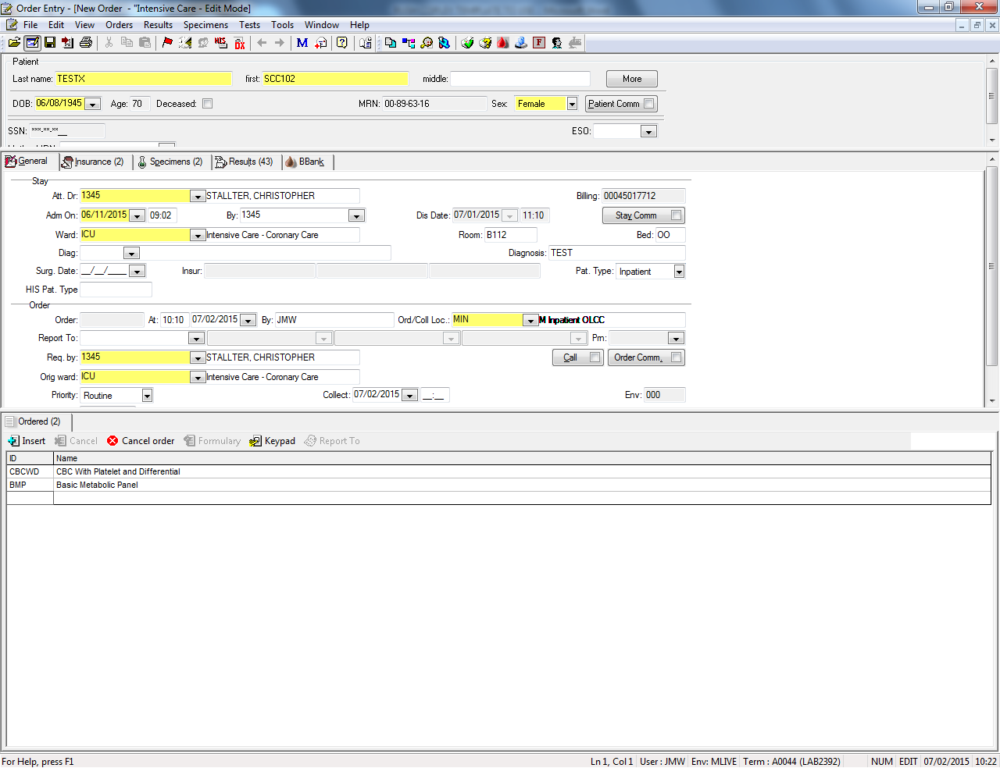 Order Entry - [New Order - "Intensive Care - Edit Mode]
File Edit View Orders Results Specimens Tests Tools Window Help
HIS DX M F
Patient
Last name: TESTX first: SCC102 middle: More
DOB: 06/08/1945 Age: 70 Deceased: MRN: 00-89-63-16 Sex: Female Patient Comm
SSN: ***-**-**__ ESO:
General Insurance (2) Specimens (2) Results (43) BBank
Stay
Att. Dr: 1345 STALLTER, CHRISTOPHER Billing: 00045017712
Adm On: 06/11/2015 09:02 By: 1345 Dis Date: 07/01/2015 11:10 Stay Comm
Ward: ICU Intensive Care - Coronary Care Room: B112 Bed: OO
Diag: Diagnosis: TEST
Surg. Date: __/__/____ Insur: Pat. Type: Inpatient
HIS Pat. Type
Order
Order: At: 10:10 07/02/2015 By: JMW Ord/Coll Loc.: MIN M Inpatient OLCC
Report To: Prn:
Req. by: 1345 STALLTER, CHRISTOPHER Call Order Comm.
Orig ward: ICU Intensive Care - Coronary Care
Priority: Routine Collect: 07/02/2015 __:__ Env: 000
Ordered (2)
Insert Cancel Cancel order Formulary Keypad Report To
ID Name
CBCWD CBC With Platelet and Differential
BMP Basic Metabolic Panel
For Help, press F1 Ln 1, Col 1 User : JMW Env: MLIVE Term : A0044 (LAB2392) NUM EDIT 07/02/2015 10:22